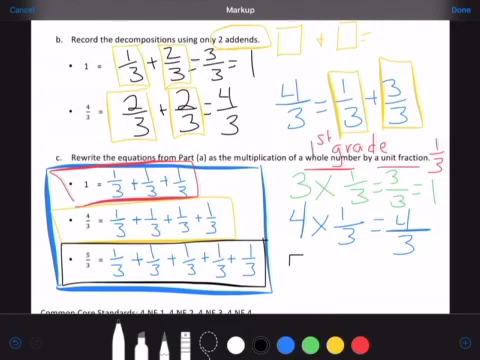 Cancel Markup Done
b. Record the decompositions using only 2 addends.
□ + □ =
• 1 = 1/3 + 2/3 = 3/3 = 1
• 4/3 = 2/3 + 2/3 = 4/3
4/3 = 1/3 + 3/3
1st grade
c. Rewrite the equations from Part (a) as the multiplication of a whole number by a unit fraction.
1/3
• 1 = 1/3 + 1/3 + 1/3
3 × 1/3 = 3/3 = 1
• 4/3 = 1/3 + 1/3 + 1/3 + 1/3
4 × 1/3 = 4/3
• 5/3 = 1/3 + 1/3 + 1/3 + 1/3 + 1/3
Common Core Standards: 4.NF.1, 4.NF.2, 4.NF.3, 4.NF.4